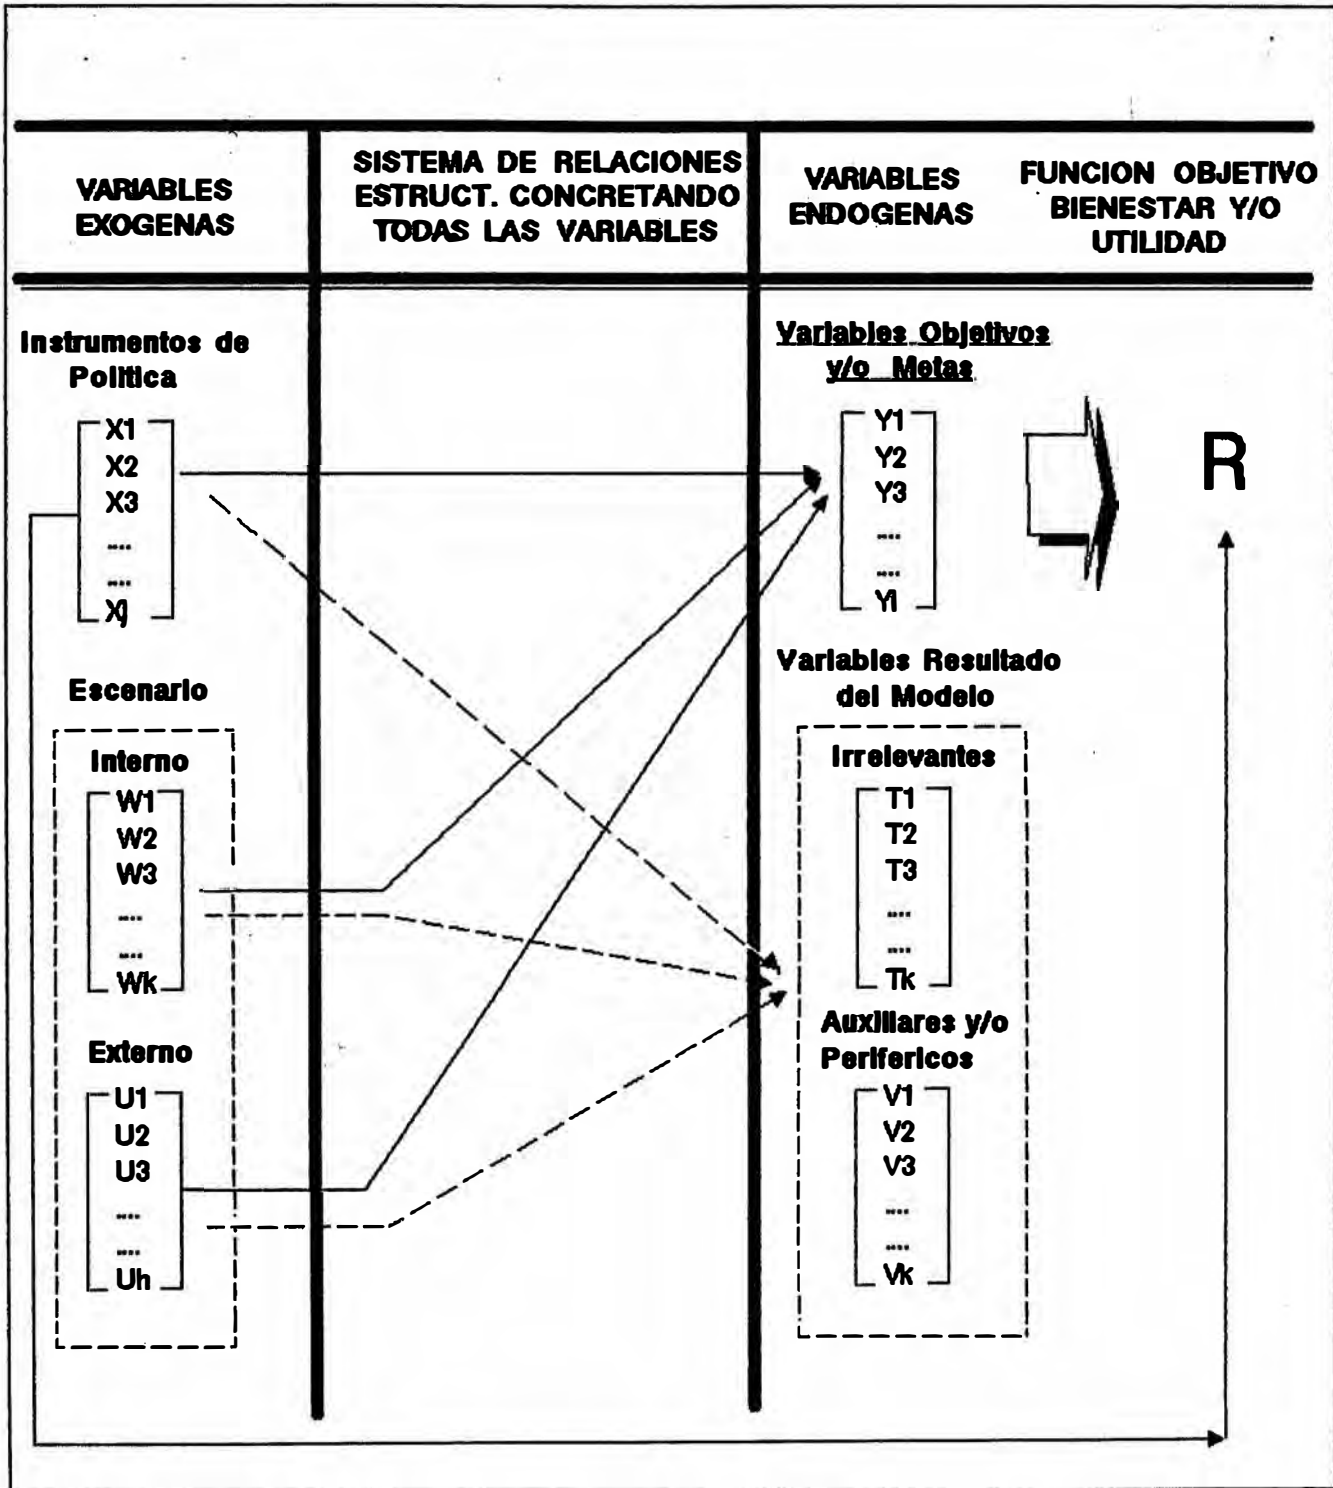 VARIABLES
EXOGENAS
SISTEMA DE RELACIONES
ESTRUCT. CONCRETANDO
TODAS LAS VARIABLES
VARIABLES
ENDOGENAS
FUNCION OBJETIVO
BIENESTAR Y/O
UTILIDAD
Instrumentos de
Politica
X1
X2
X3
....
....
Xj
Escenario
Interno
W1
W2
W3
....
....
Wk
Externo
U1
U2
U3
....
....
Uh
Variables Objetivos
y/o Metas
Y1
Y2
Y3
....
....
Yi
R
Variables Resultado
del Modelo
Irrelevantes
T1
T2
T3
....
....
Tk
Auxiliares y/o
Perifericos
V1
V2
V3
....
....
Vk